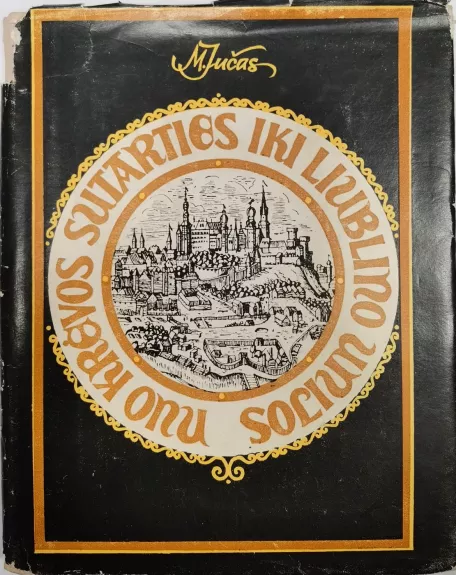 M. Jučas
NUO KRĖVOS SUTARTIES IKI LIUBLINO UNIJOS